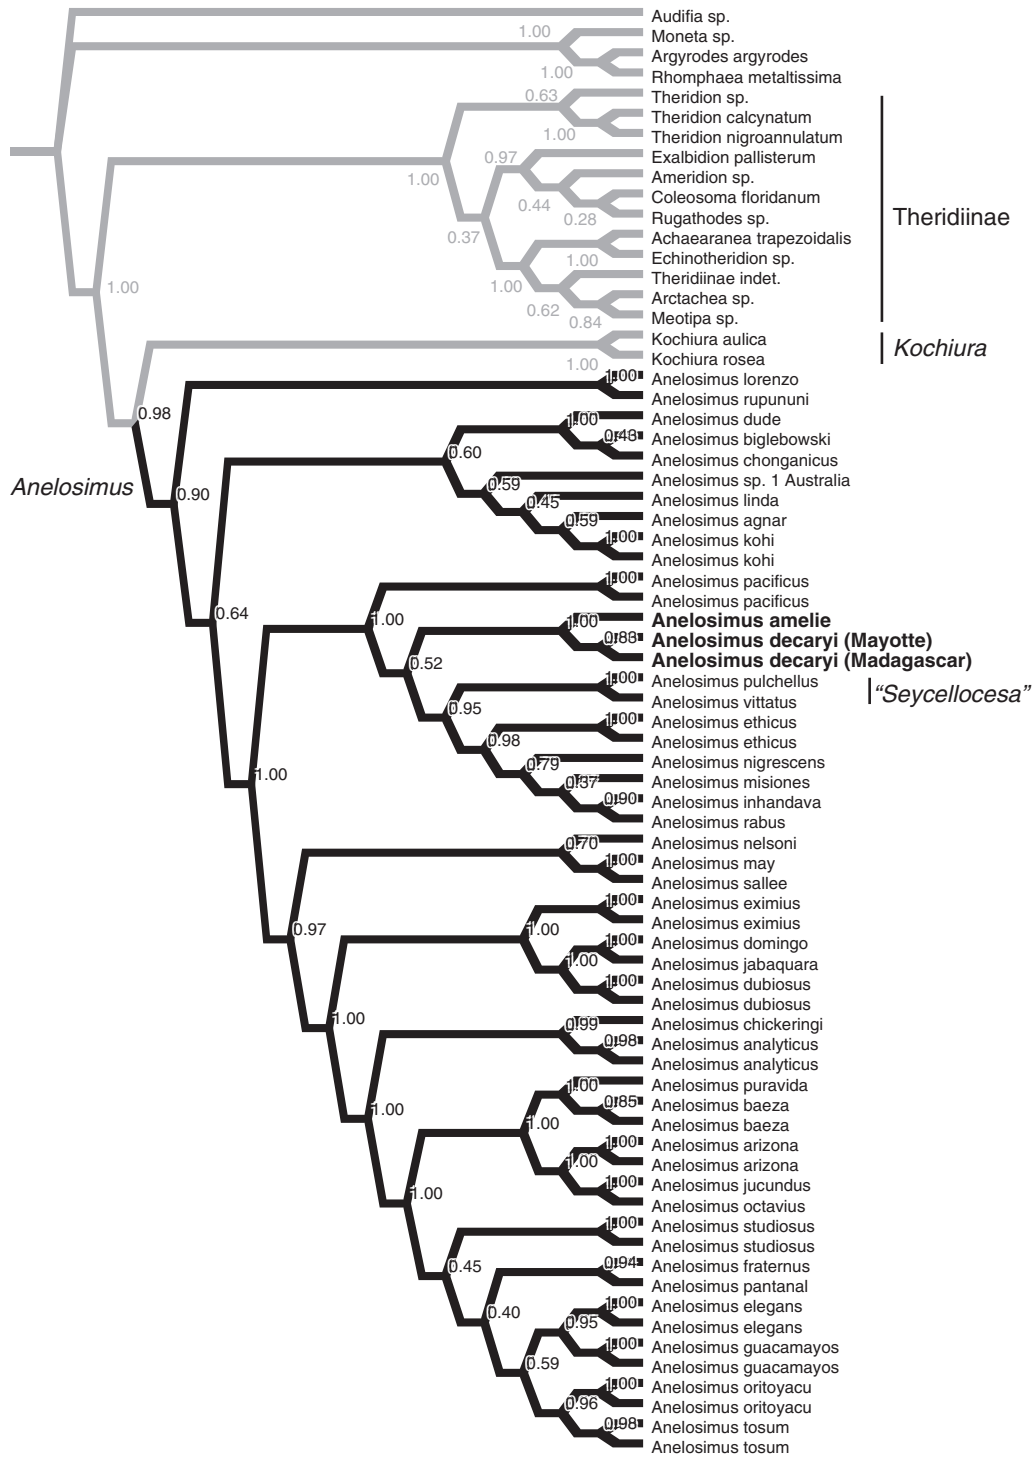 Audifia sp.
1.00
Moneta sp.
Argyrodes argyrodes
1.00
Rhomphaea metaltissima
0.63
Theridion sp.
Theridion calcynatum
1.00
Theridion nigroannulatum
0.97
Exalbidion pallisterum
1.00
Ameridion sp.
0.44
Coleosoma floridanum
0.28
Rugathodes sp.
Theridiinae
0.37
Achaearanea trapezoidalis
1.00
Echinotheridion sp.
1.00
Theridiinae indet.
1.00
0.62
Arctachea sp.
0.84
Meotipa sp.
Kochiura aulica
Kochiura
1.00
Kochiura rosea
1.00
Anelosimus lorenzo
Anelosimus rupununi
0.98
1.00
Anelosimus dude
0.43
Anelosimus biglebowski
0.60
Anelosimus chonganicus
Anelosimus
0.90
0.59
Anelosimus sp. 1 Australia
0.45
Anelosimus linda
0.59
Anelosimus agnar
1.00
Anelosimus kohi
Anelosimus kohi
1.00
Anelosimus pacificus
Anelosimus pacificus
0.64
1.00
1.00
Anelosimus amelie
0.83
Anelosimus decaryi (Mayotte)
0.52
Anelosimus decaryi (Madagascar)
1.00
Anelosimus pulchellus
"Seycellocesa"
0.95
Anelosimus vittatus
1.00
Anelosimus ethicus
0.98
Anelosimus ethicus
0.79
Anelosimus nigrescens
1.00
0.37
Anelosimus misiones
0.90
Anelosimus inhandava
Anelosimus rabus
0.70
Anelosimus nelsoni
1.00
Anelosimus may
Anelosimus sallee
1.00
Anelosimus eximius
Anelosimus eximius
0.97
1.00
1.00
Anelosimus domingo
1.00
Anelosimus jabaquara
1.00
Anelosimus dubiosus
Anelosimus dubiosus
1.00
0.99
Anelosimus chickeringi
0.98
Anelosimus analyticus
Anelosimus analyticus
1.00
1.00
Anelosimus puravida
0.85
Anelosimus baeza
1.00
Anelosimus baeza
1.00
Anelosimus arizona
1.00
Anelosimus arizona
1.00
Anelosimus jucundus
1.00
Anelosimus octavius
1.00
Anelosimus studiosus
Anelosimus studiosus
0.45
0.94
Anelosimus fraternus
Anelosimus pantanal
0.40
1.00
Anelosimus elegans
0.95
Anelosimus elegans
1.00
Anelosimus guacamayos
0.59
Anelosimus guacamayos
1.00
Anelosimus oritoyacu
0.96
Anelosimus oritoyacu
0.98
Anelosimus tosum
Anelosimus tosum